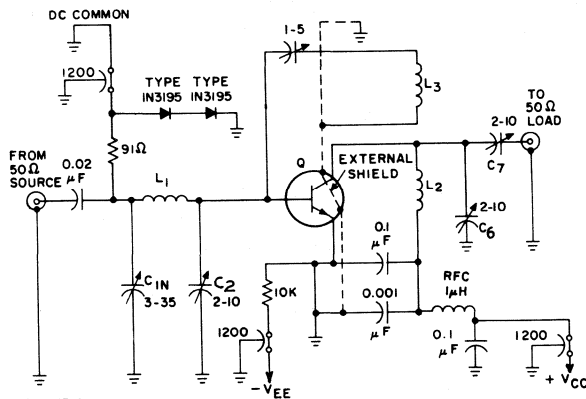 DC COMMON
1200
TYPE TYPE
1N3195 1N3195
91Ω
FROM
50Ω
SOURCE
0.02
µF
L1
C1N
3-35
C2
2-10
1-5
L3
Q
EXTERNAL
SHIELD
L2
TO
50Ω
LOAD
2-10
C7
2-10
C6
0.1
µF
0.001
µF
10K
1200
-VEE
RFC
1µH
0.1
µF
1200
+ VCC